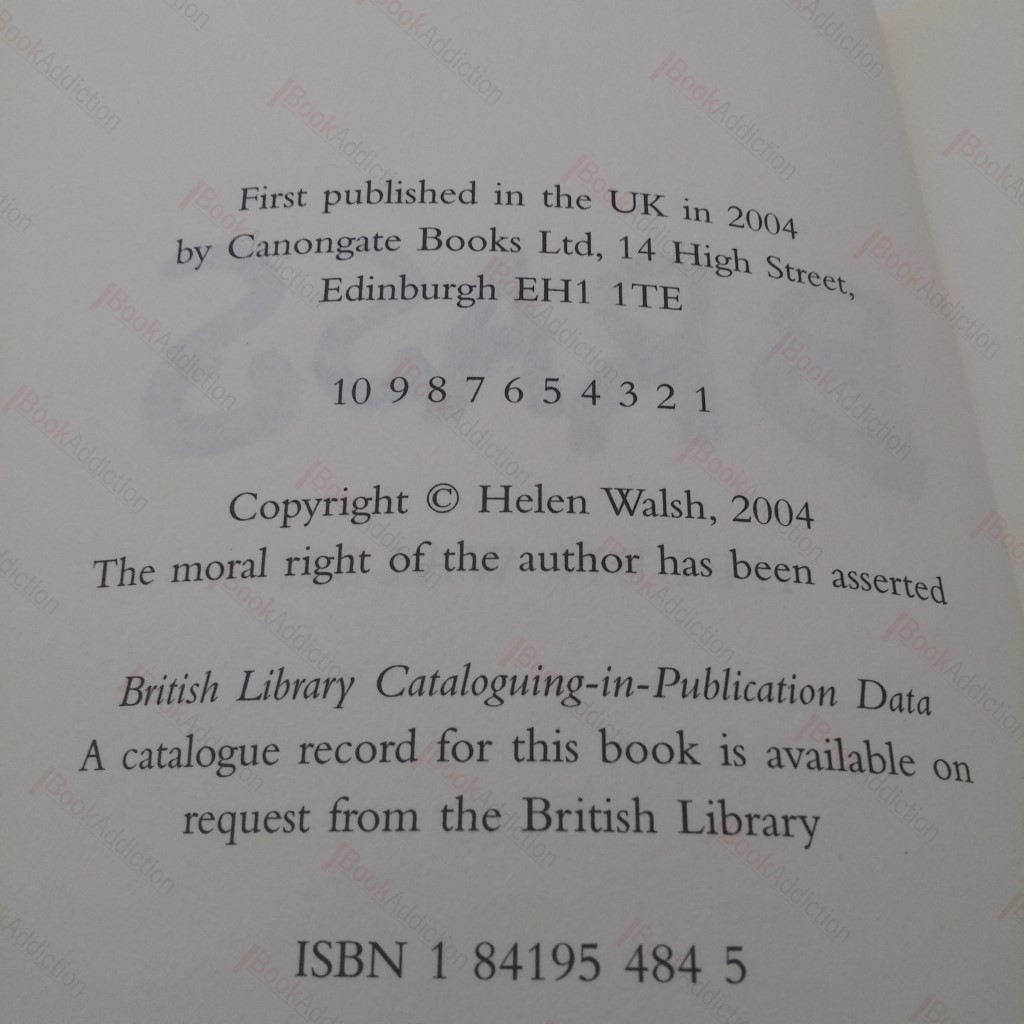 First published in the UK in 2004
by Canongate Books Ltd, 14 High Street,
Edinburgh EH1 1TE
10 9 8 7 6 5 4 3 2 1
Copyright © Helen Walsh, 2004
The moral right of the author has been asserted
British Library Cataloguing-in-Publication Data
A catalogue record for this book is available on
request from the British Library
ISBN 1 84195 484 5
BookAddiction